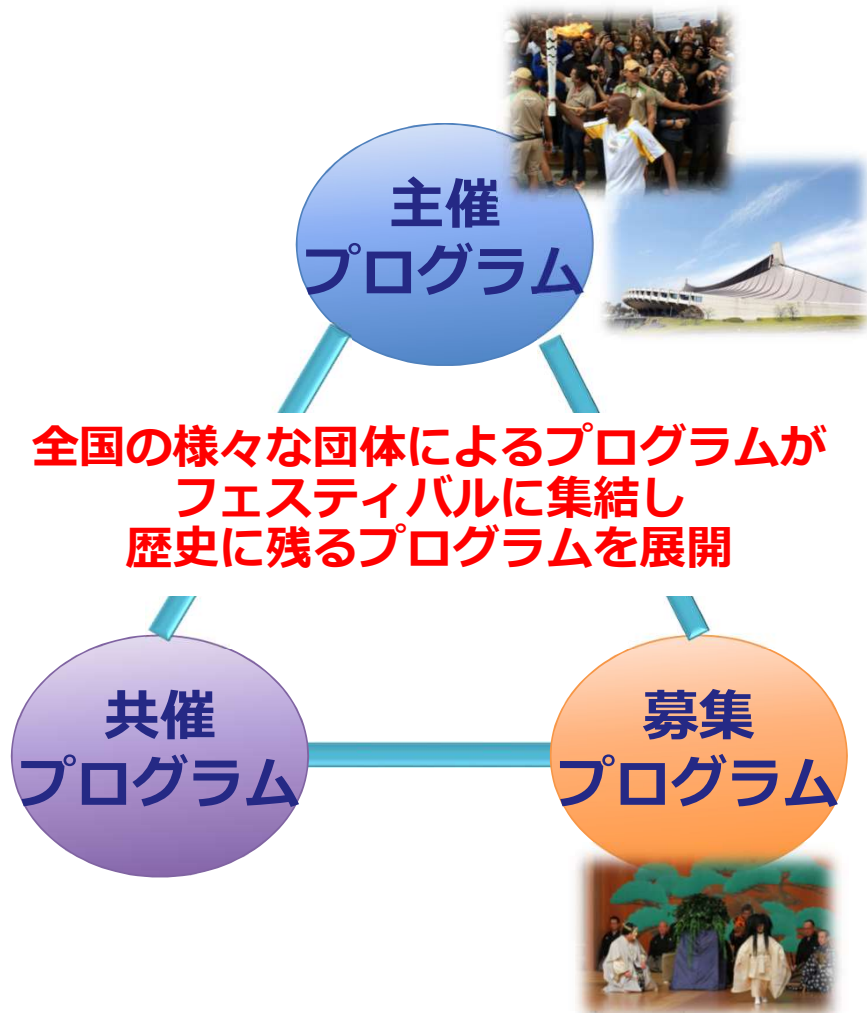 主催
プログラム
全国の様々な団体によるプログラムが
フェスティバルに集結し
歴史に残るプログラムを展開
共催
プログラム
募集
プログラム